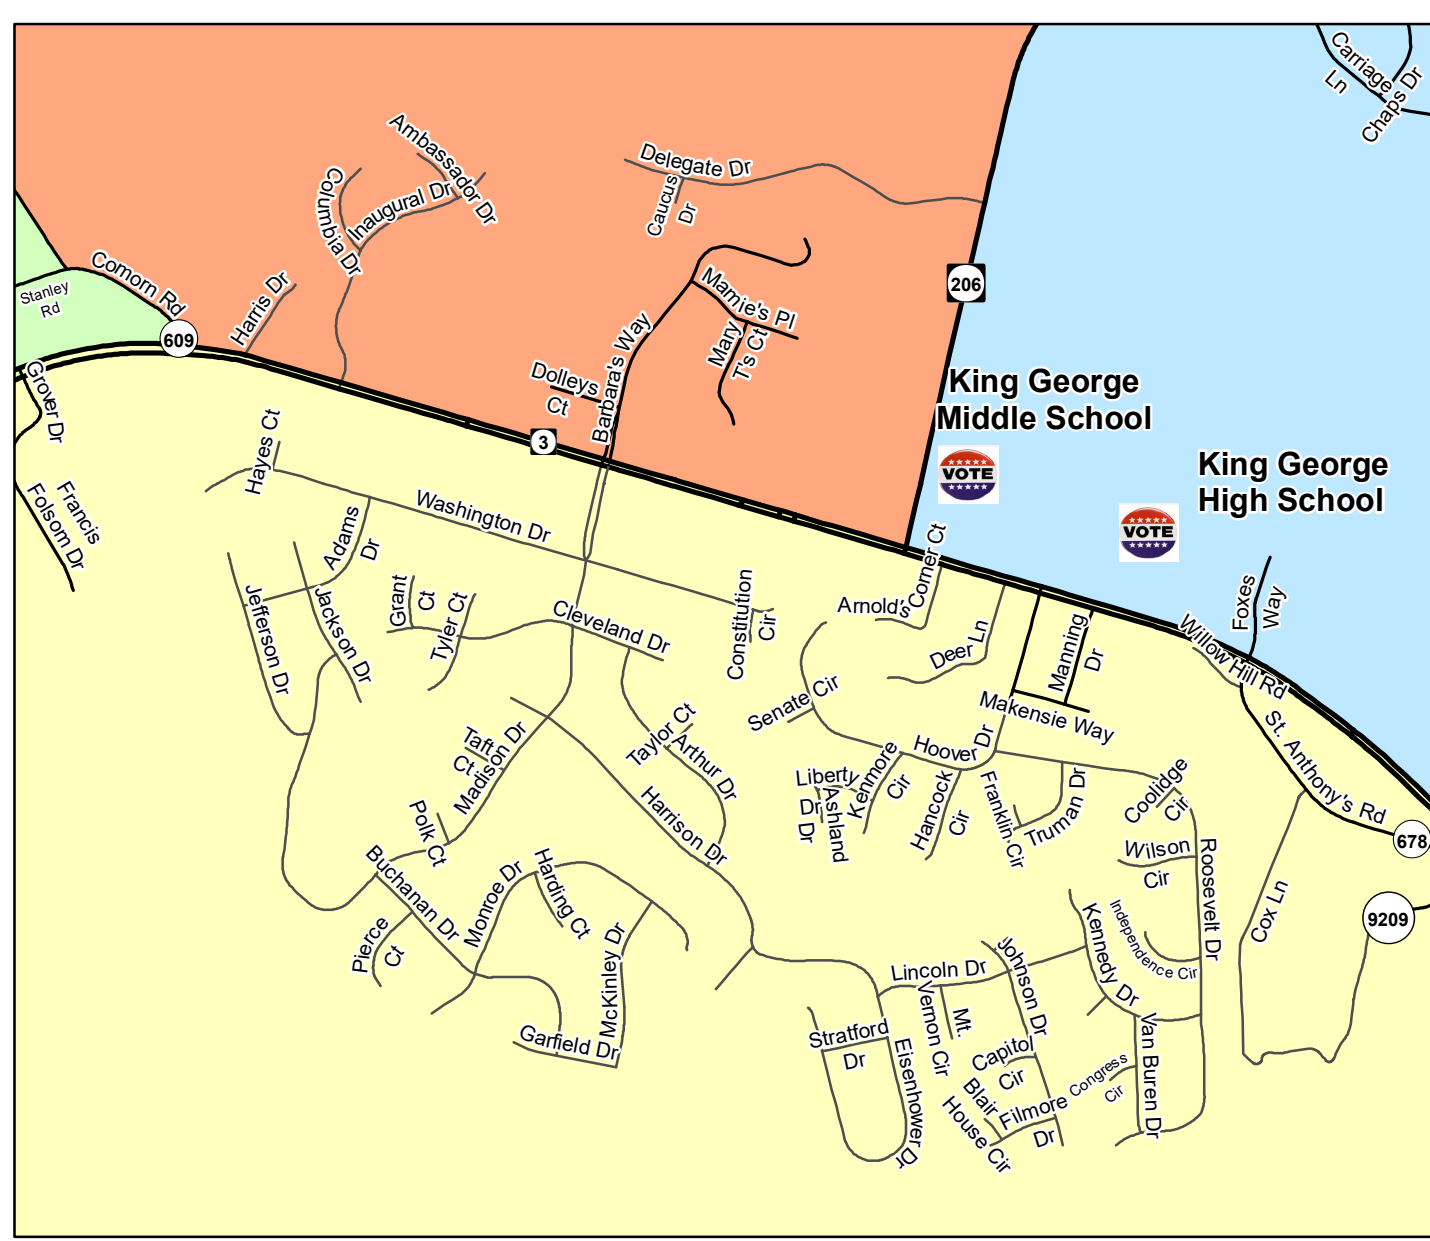 Carriage
Ln
Chaps Dr
Ambassador Dr
Columbia Dr
Inaugural Dr
Delegate Dr
Caucus
Dr
Comorn Rd
Stanley
Rd
Harris Dr
609
206
Mamie's Pl
Mary
T's Ct
Barbara's Way
Dolleys
Ct
3
King George
Middle School
VOTE
King George
High School
VOTE
Grover Dr
Francis
Folsom Dr
Hayes Ct
Washington Dr
Adams
Dr
Jefferson Dr
Jackson Dr
Grant
Ct
Tyler Ct
Cleveland Dr
Constitution
Cir
Arnold's
Corner Ct
Deer Ln
Manning
Dr
Foxes
Way
Willow Hill Rd
Senate Cir
Makensie Way
St. Anthony's Rd
678
Taft
Ct
Madison Dr
Taylor Ct
Arthur Dr
Hoover Dr
Liberty
Dr
Ashland
Dr
Kenmore
Cir
Hancock
Cir
Franklin Cir
Truman Dr
Coolidge
Cir
Polk Ct
Harrison Dr
Wilson
Cir
Roosevelt Dr
Buchanan Dr
Monroe Dr
Harding Ct
Pierce
Ct
McKinley Dr
Garfield Dr
Cox Ln
9209
Kennedy Dr
Independence Cir
Lincoln Dr
Johnson Dr
Vernon Cir
Mt.
Stratford
Dr
Eisenhower Dr
Capitol
Cir
Blair
House Cir
Filmore
Dr
Congress
Cir
Van Buren Dr